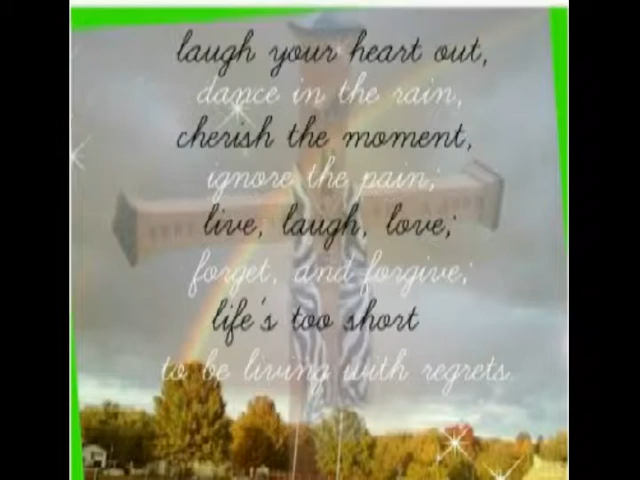 laugh your heart out,
dance in the rain,
cherish the moment,
ignore the pain;
live, laugh, love;
forget, and forgive;
life's too short
to be living with regrets.